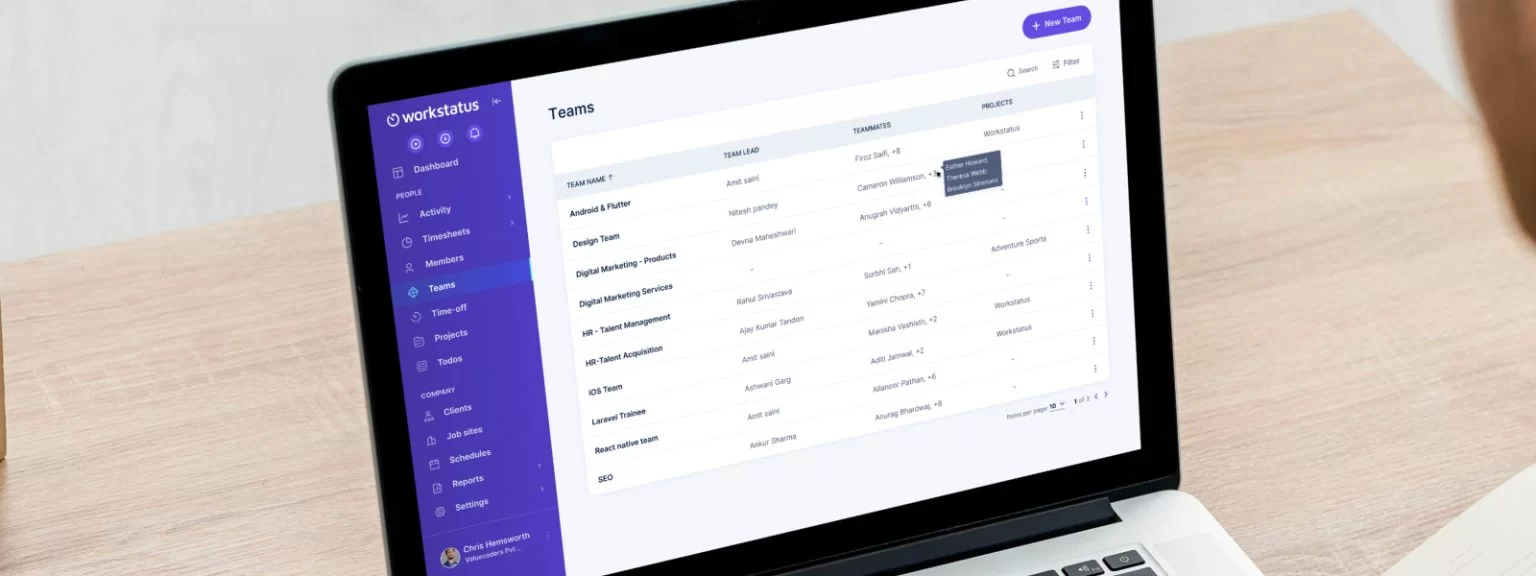 workstatus
Dashboard
PEOPLE
Activity
Timesheets
Members
Teams
Time-off
Projects
Todos
COMPANY
Clients
Job sites
Schedules
Reports
Settings
Chris Hemsworth
Valuecoders Pvt...
Teams
+ New Team
Search Filter
TEAM NAME ↑ TEAM LEAD TEAMMATES PROJECTS
Android & Flutter Amit saini Firoz Saifi, +8 Workstatus
Design Team Nitesh pandey Cameron Williamson, +3
Esther Howard,
Theresa Webb
Brooklyn Simmons
Digital Marketing - Products Devna Maheshwari Anugrah Vidyarthi, +6 -
Digital Marketing Services - - -
HR - Talent Management Rahul Srivastava Surbhi Sah, +1 Adventure Sports
HR-Talent Acquisition Ajay Kumar Tandon Yamini Chopra, +7 -
iOS Team Amit saini Manisha Vashisth, +2 Workstatus
Laravel Trainee Ashwani Garg Aditi Jamwal, +2 Workstatus
React native team Amit saini Allanoor Pathan, +6 -
SEO Ankur Sharma Anurag Bhardwaj, +8 -
Items per page 10 1 of 3